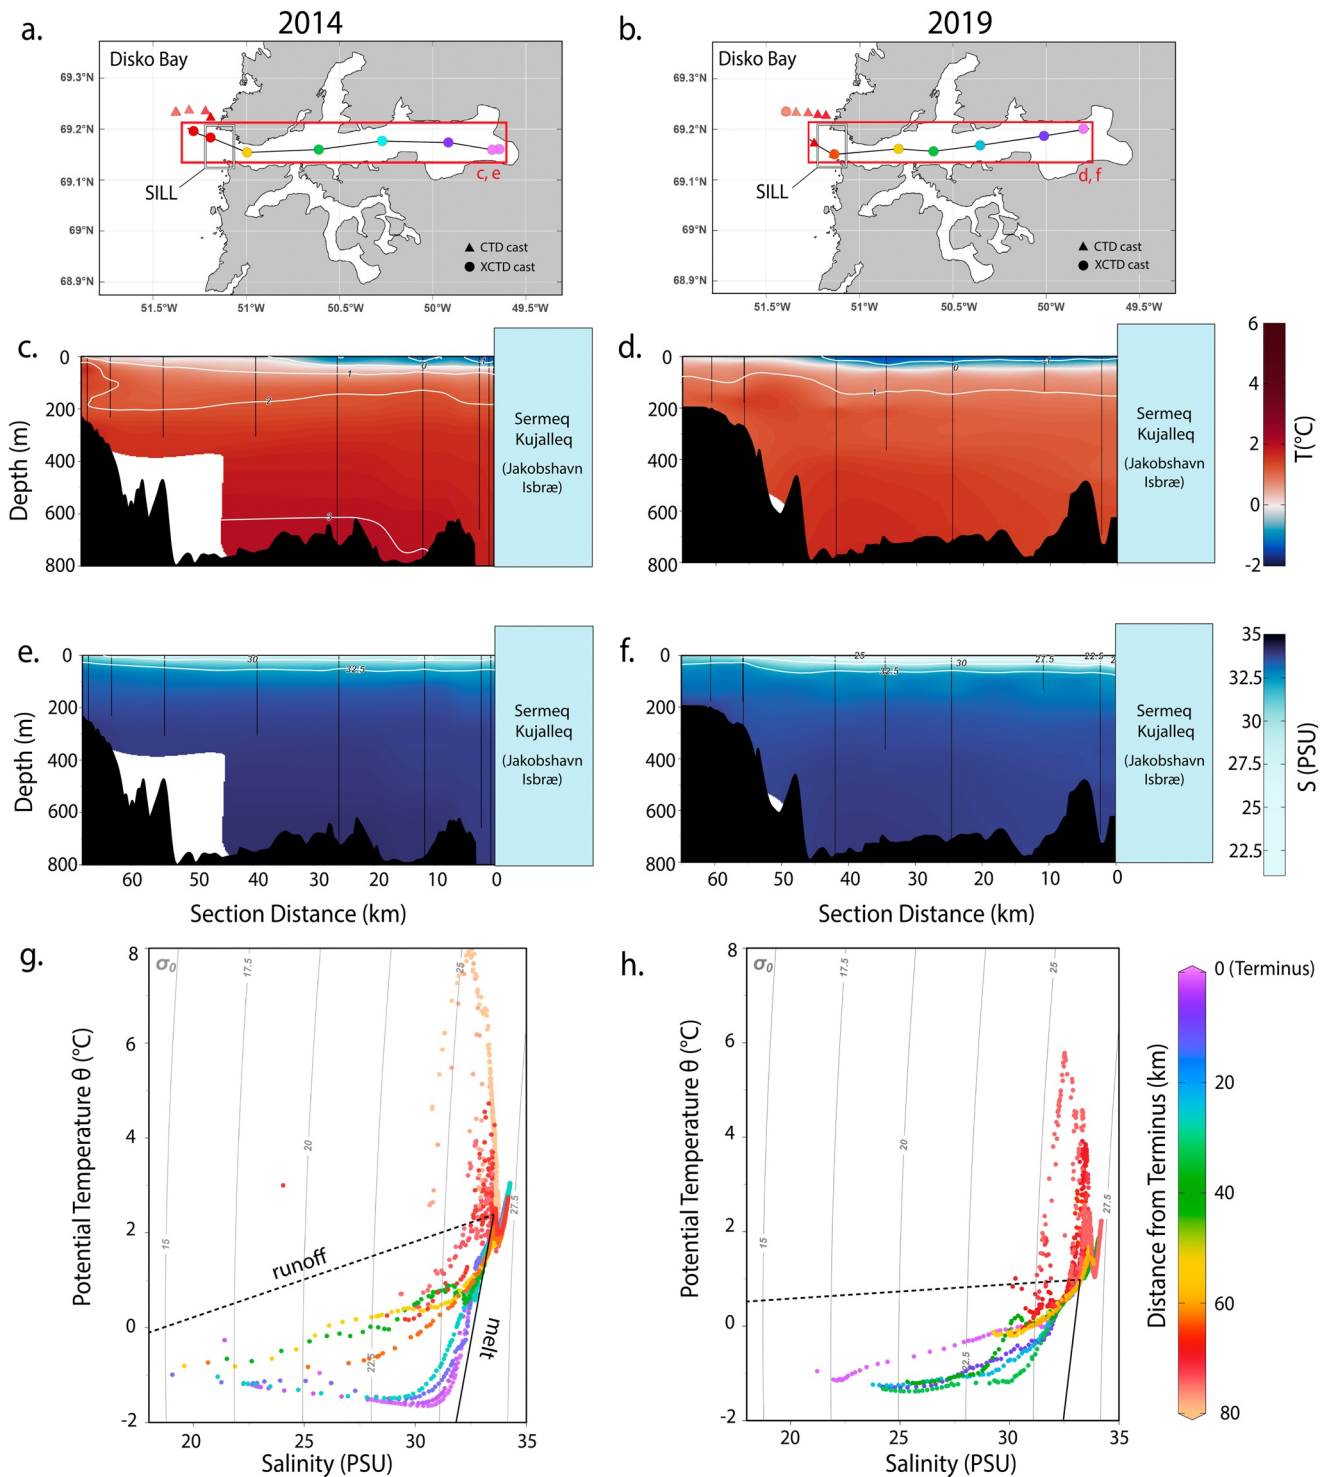 2014
2019
a.
Disko Bay
69.3°N
69.2°N
69.1°N
69°N
68.9°N
SILL
c, e
CTD cast
XCTD cast
51.5°W
51°W
50.5°W
50°W
49.5°W
b.
Disko Bay
69.3°N
69.2°N
69.1°N
69°N
68.9°N
SILL
d, f
CTD cast
XCTD cast
51.5°W
51°W
50.5°W
50°W
49.5°W
c.
Depth (m)
0
200
400
600
800
0
1
2
3
Sermeq
Kujalleq
(Jakobshavn
Isbræ)
d.
0
200
400
600
800
-1
0
1
Sermeq
Kujalleq
(Jakobshavn
Isbræ)
6
4
2
0
-2
T(°C)
e.
Depth (m)
0
200
400
600
800
30
32.5
Sermeq
Kujalleq
(Jakobshavn
Isbræ)
60
50
40
30
20
10
0
Section Distance (km)
f.
0
200
400
600
800
25
32.5
30
27.5
22.5
2
Sermeq
Kujalleq
(Jakobshavn
Isbræ)
60
50
40
30
20
10
0
Section Distance (km)
35
32.5
30
27.5
25
22.5
S (PSU)
g.
Potential Temperature θ (°C)
8
6
4
2
0
-2
σ0
15
17.5
20
22.5
25
27.5
runoff
melt
20
25
30
35
Salinity (PSU)
h.
Potential Temperature θ (°C)
8
6
4
2
0
-2
σ0
15
17.5
20
22.5
25
27.5
20
25
30
35
Salinity (PSU)
0 (Terminus)
20
40
60
80
Distance from Terminus (km)